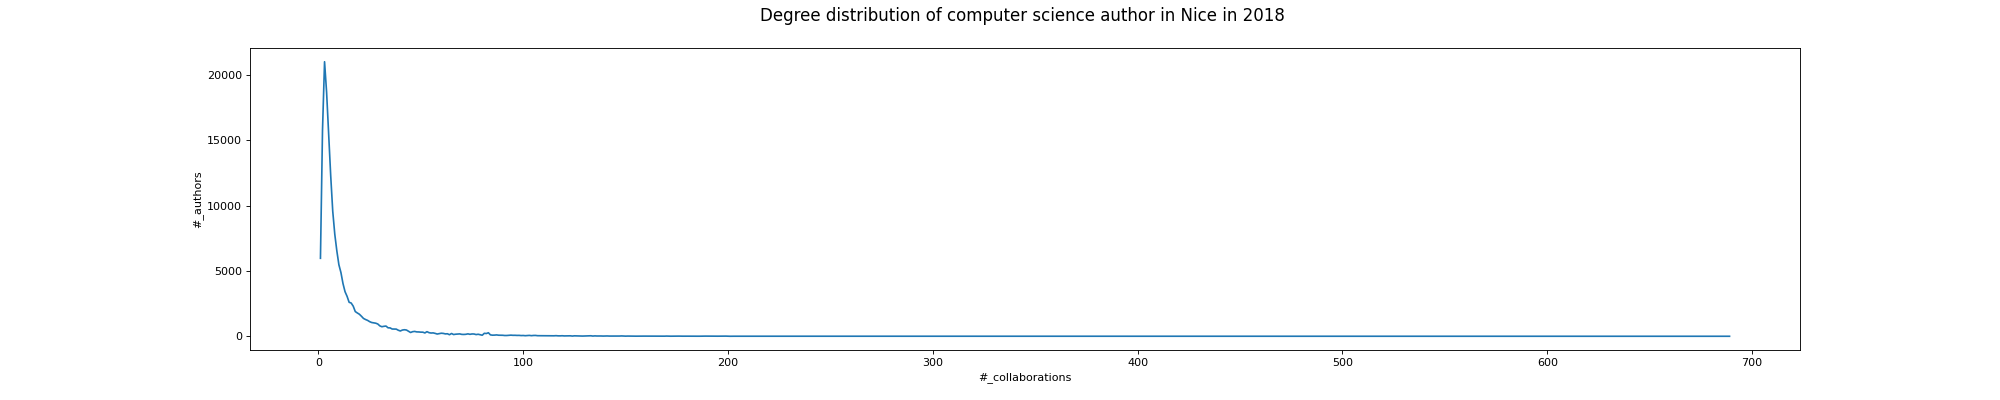 Degree distribution of computer science author in Nice in 2018
20000
15000
10000
5000
0
#_authors
0 100 200 300 400 500 600 700
#_collaborations